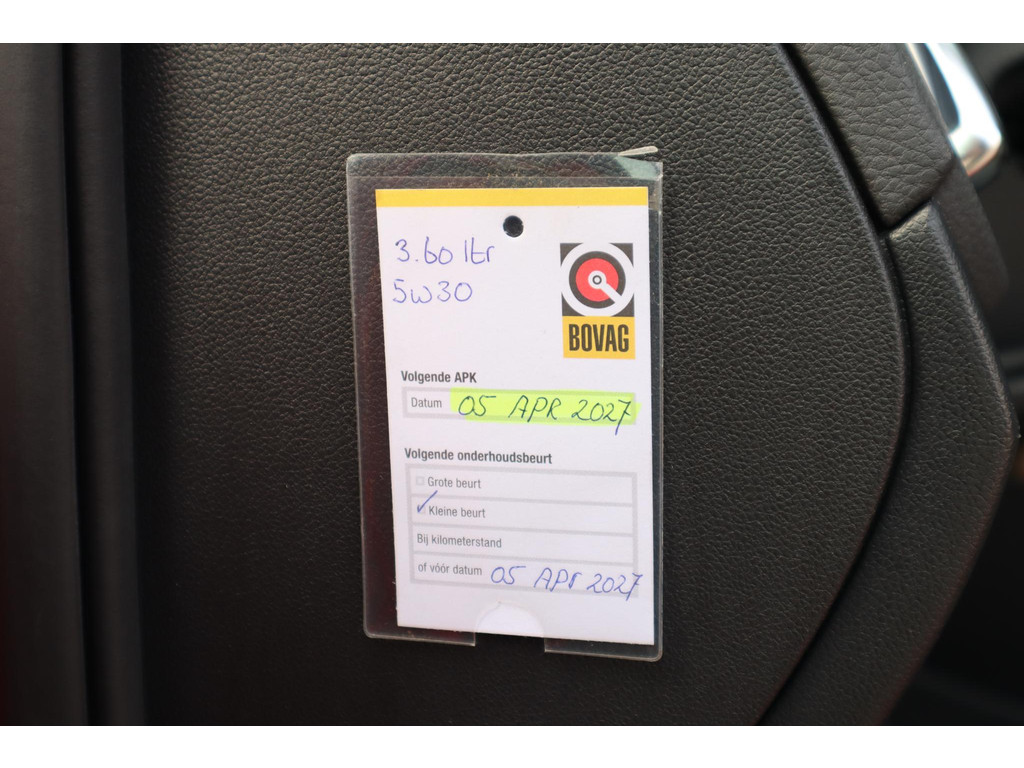 3.60 ltr
5w30
BOVAG
Volgende APK
Datum 05 APR 2027
Volgende onderhoudsbeurt
Grote beurt
Kleine beurt
Bij kilometerstand
of vóór datum 05 APR 2027